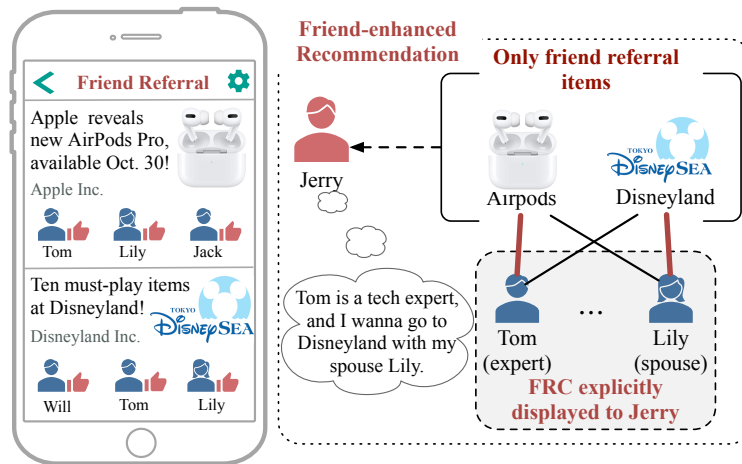 Friend Referral
Apple reveals
new AirPods Pro,
available Oct. 30!
Apple Inc.
Tom
Lily
Jack
Ten must-play items
at Disneyland!
TOKYO
DISNEYSEA
Disneyland Inc.
Will
Tom
Lily
Friend-enhanced
Recommendation
Only friend referral
items
Jerry
TOKYO
DISNEYSEA
Airpods
Disneyland
Tom is a tech expert,
and I wanna go to
Disneyland with my
spouse Lily.
Tom
(expert)
...
Lily
(spouse)
FRC explicitly
displayed to Jerry